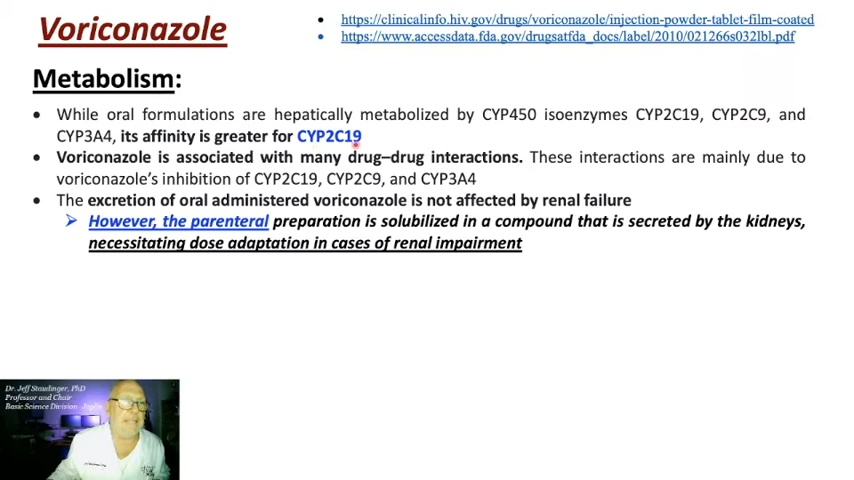 Voriconazole
• https://clinicalinfo.hiv.gov/drugs/voriconazole/injection-powder-tablet-film-coated
• https://www.accessdata.fda.gov/drugsatfda_docs/label/2010/021266s032lbl.pdf
Metabolism:
• While oral formulations are hepatically metabolized by CYP450 isoenzymes CYP2C19, CYP2C9, and
CYP3A4, its affinity is greater for CYP2C19
• Voriconazole is associated with many drug–drug interactions. These interactions are mainly due to
voriconazole's inhibition of CYP2C19, CYP2C9, and CYP3A4
• The excretion of oral administered voriconazole is not affected by renal failure
➢ However, the parenteral preparation is solubilized in a compound that is secreted by the kidneys,
necessitating dose adaptation in cases of renal impairment
Dr. Jeff Staudinger, PhD
Professor and Chair
Basic Science Division